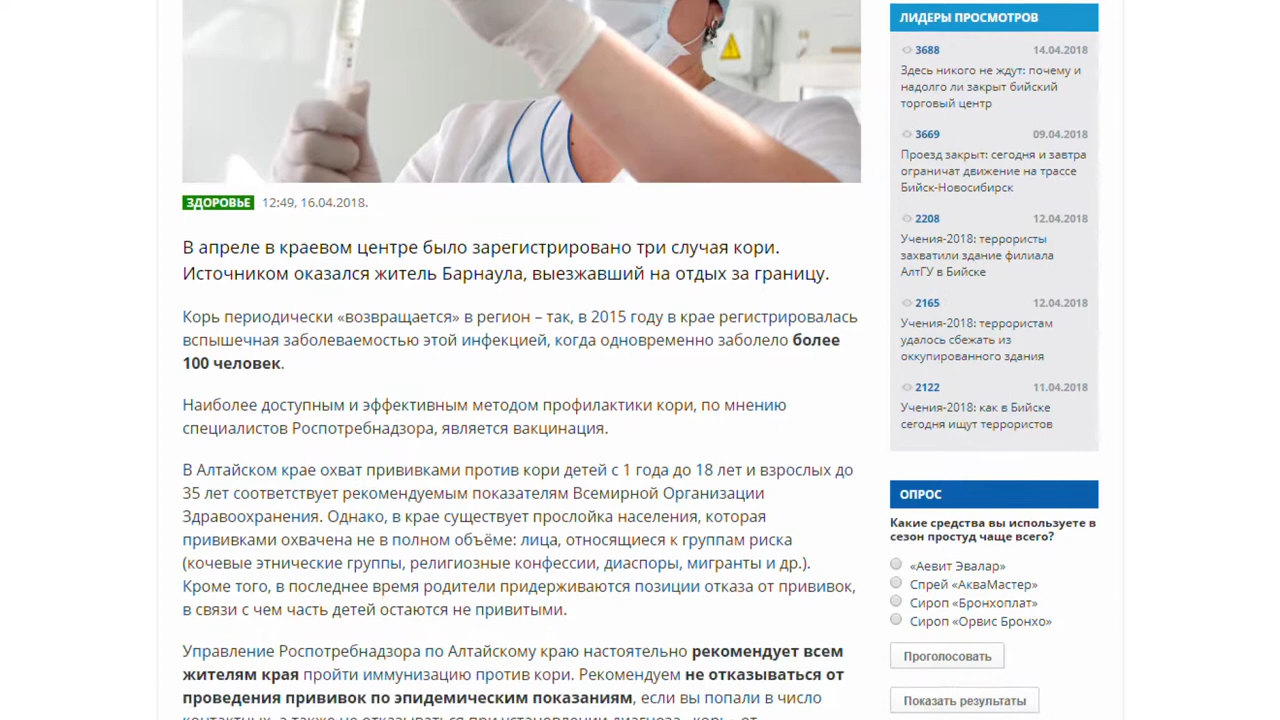 ЗДОРОВЬЕ 12:49, 16.04.2018.
В апреле в краевом центре было зарегистрировано три случая кори.
Источником оказался житель Барнаула, выезжавший на отдых за границу.
Корь периодически «возвращается» в регион – так, в 2015 году в крае регистрировалась
вспышечная заболеваемостью этой инфекцией, когда одновременно заболело более
100 человек.
Наиболее доступным и эффективным методом профилактики кори, по мнению
специалистов Роспотребнадзора, является вакцинация.
В Алтайском крае охват прививками против кори детей с 1 года до 18 лет и взрослых до
35 лет соответствует рекомендуемым показателям Всемирной Организации
Здравоохранения. Однако, в крае существует прослойка населения, которая
прививками охвачена не в полном объёме: лица, относящиеся к группам риска
(кочевые этнические группы, религиозные конфессии, диаспоры, мигранты и др.).
Кроме того, в последнее время родители придерживаются позиции отказа от прививок,
в связи с чем часть детей остаются не привитыми.
Управление Роспотребнадзора по Алтайскому краю настоятельно рекомендует всем
жителям края пройти иммунизацию против кори. Рекомендуем не отказываться от
проведения прививок по эпидемическим показаниям, если вы попали в число
контактных, а также не отказываться при установлении диагноза «корь» от
ЛИДЕРЫ ПРОСМОТРОВ
3688 14.04.2018
Здесь никого не ждут: почему и
надолго ли закрыт бийский
торговый центр
3669 09.04.2018
Проезд закрыт: сегодня и завтра
ограничат движение на трассе
Бийск-Новосибирск
2208 12.04.2018
Учения-2018: террористы
захватили здание филиала
АлтГУ в Бийске
2165 12.04.2018
Учения-2018: террористам
удалось сбежать из
оккупированного здания
2122 11.04.2018
Учения-2018: как в Бийске
сегодня ищут террористов
ОПРОС
Какие средства вы используете в
сезон простуд чаще всего?
«Аевит Эвалар»
Спрей «АкваМастер»
Сироп «Бронхоплат»
Сироп «Орвис Бронхо»
Проголосовать
Показать результаты